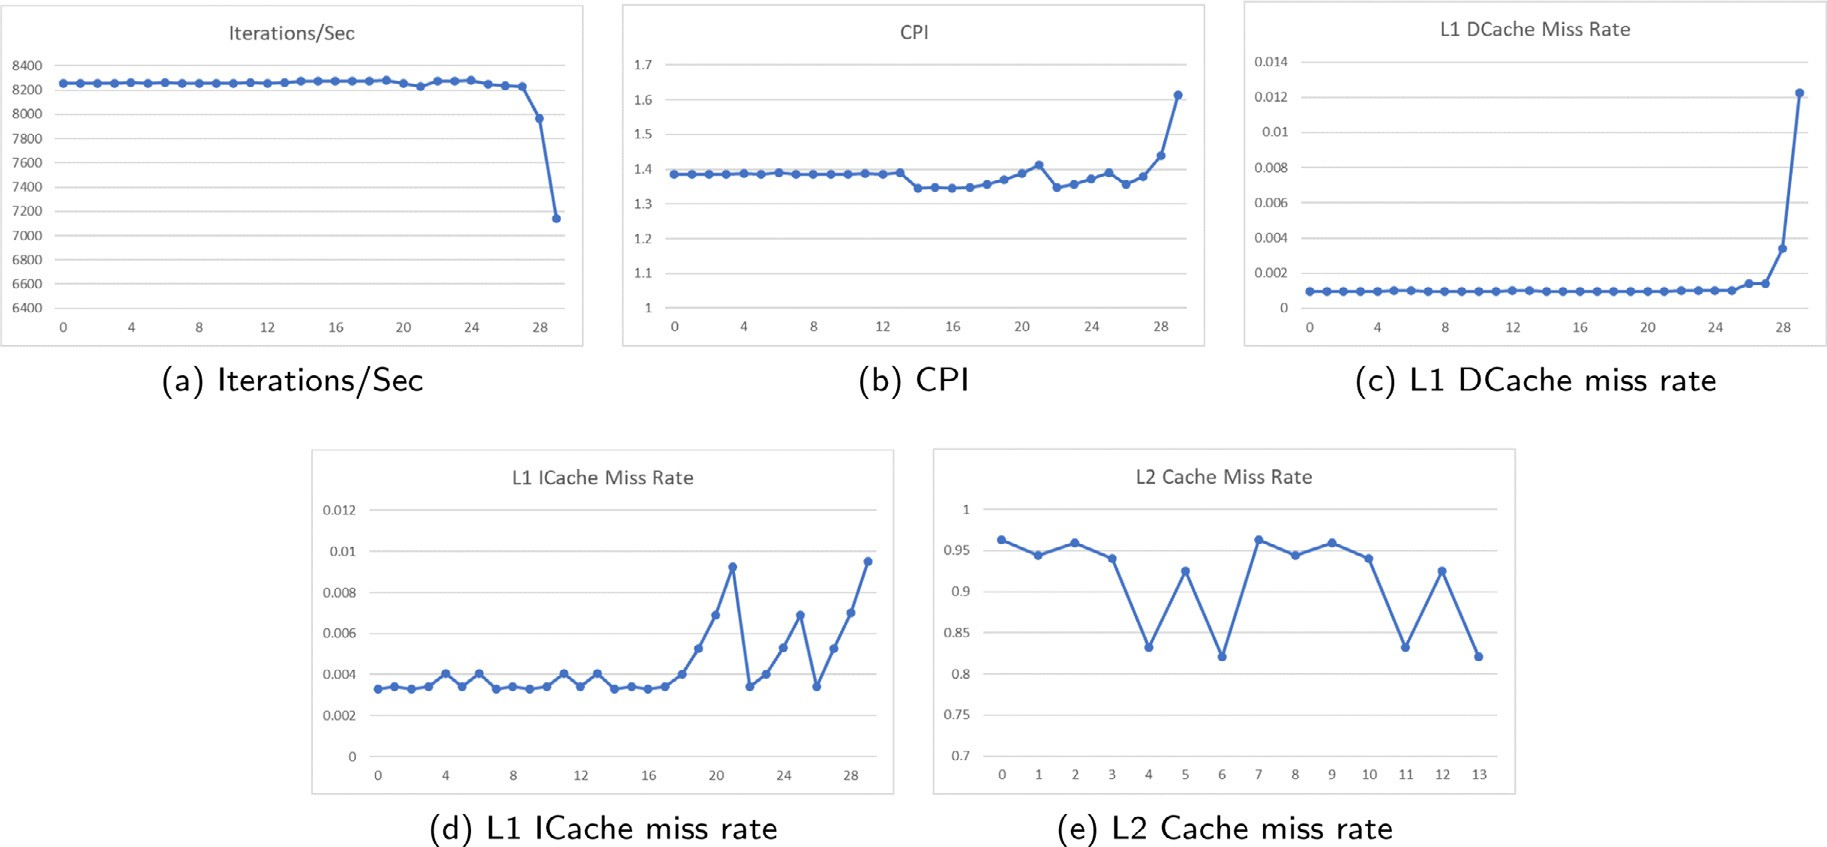 Iterations/Sec
8400
8200
8000
7800
7600
7400
7200
7000
6800
6600
6400
0 4 8 12 16 20 24 28
(a) Iterations/Sec
CPI
1.7
1.6
1.5
1.4
1.3
1.2
1.1
1
0 4 8 12 16 20 24 28
(b) CPI
L1 DCache Miss Rate
0.014
0.012
0.01
0.008
0.006
0.004
0.002
0
0 4 8 12 16 20 24 28
(c) L1 DCache miss rate
L1 ICache Miss Rate
0.012
0.01
0.008
0.006
0.004
0.002
0
0 4 8 12 16 20 24 28
(d) L1 ICache miss rate
L2 Cache Miss Rate
1
0.95
0.9
0.85
0.8
0.75
0.7
0 1 2 3 4 5 6 7 8 9 10 11 12 13
(e) L2 Cache miss rate